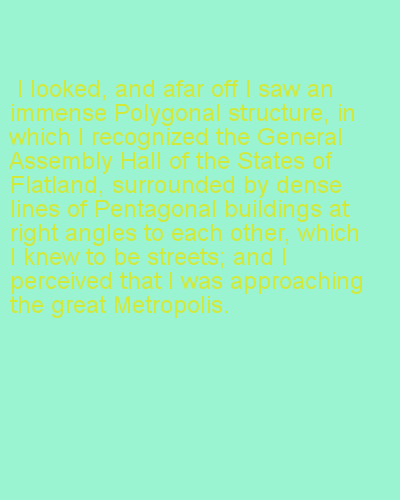 I looked, and afar off I saw an
immense Polygonal structure, in
which I recognized the General
Assembly Hall of the States of
Flatland, surrounded by dense
lines of Pentagonal buildings at
right angles to each other, which
I knew to be streets; and I
perceived that I was approaching
the great Metropolis.